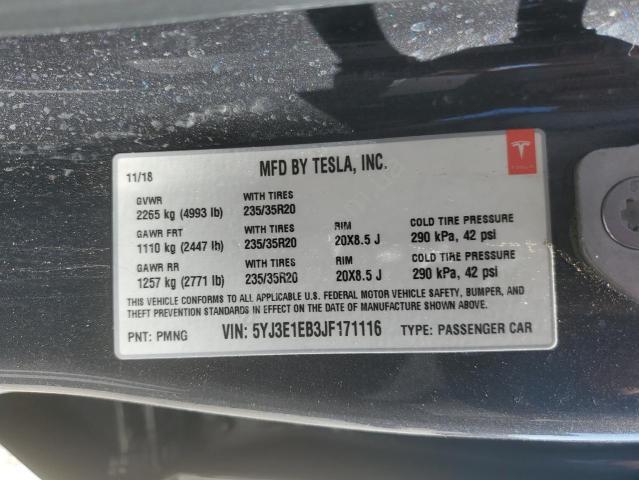 11/18 MFD BY TESLA, INC. TESLA
GVWR WITH TIRES
2265 kg (4993 lb) 235/35R20
GAWR FRT WITH TIRES RIM COLD TIRE PRESSURE
1110 kg (2447 lb) 235/35R20 20X8.5 J 290 kPa, 42 psi
GAWR RR WITH TIRES RIM COLD TIRE PRESSURE
1257 kg (2771 lb) 235/35R20 20X8.5 J 290 kPa, 42 psi
THIS VEHICLE CONFORMS TO ALL APPLICABLE U.S. FEDERAL MOTOR VEHICLE SAFETY, BUMPER, AND
THEFT PREVENTION STANDARDS IN EFFECT ON THE DATE OF MANUFACTURE SHOWN ABOVE.
PNT: PMNG VIN: 5YJ3E1EB3JF171116 TYPE: PASSENGER CAR